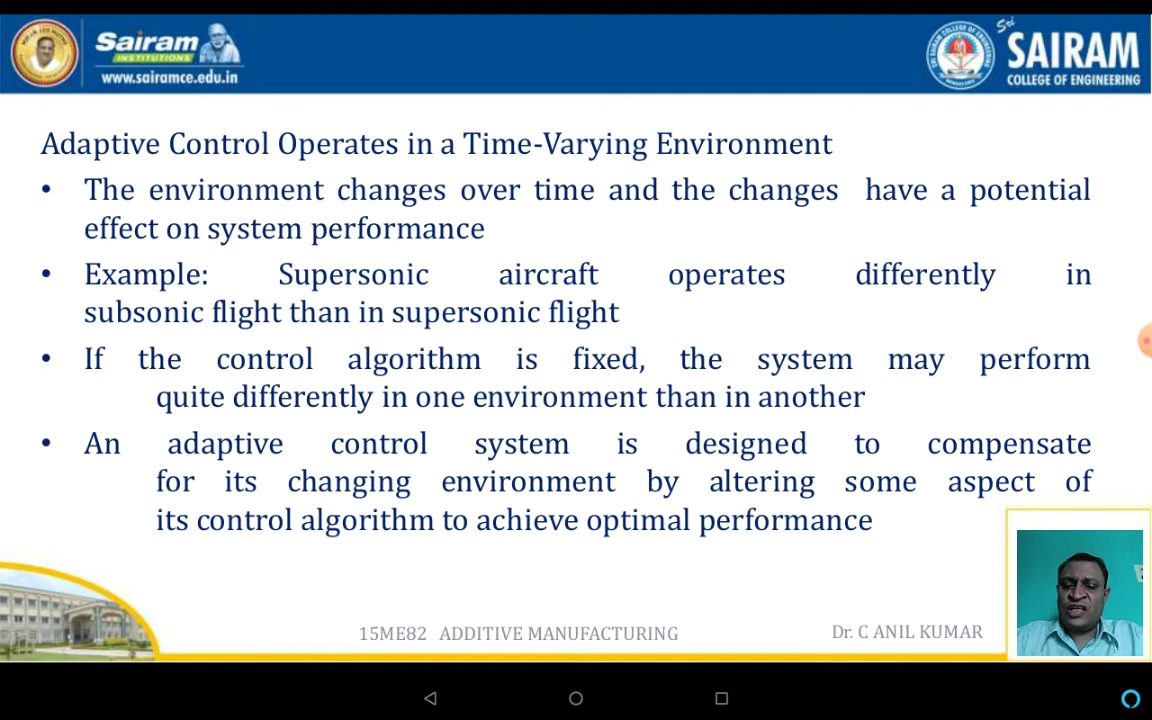 Sairam
INSTITUTIONS
www.sairamce.edu.in
Sri
SAIRAM
COLLEGE OF ENGINEERING
Adaptive Control Operates in a Time-Varying Environment
• The environment changes over time and the changes have a potential
effect on system performance
• Example: Supersonic aircraft operates differently in
subsonic flight than in supersonic flight
• If the control algorithm is fixed, the system may perform
quite differently in one environment than in another
• An adaptive control system is designed to compensate
for its changing environment by altering some aspect of
its control algorithm to achieve optimal performance
15ME82 ADDITIVE MANUFACTURING
Dr. C ANIL KUMAR